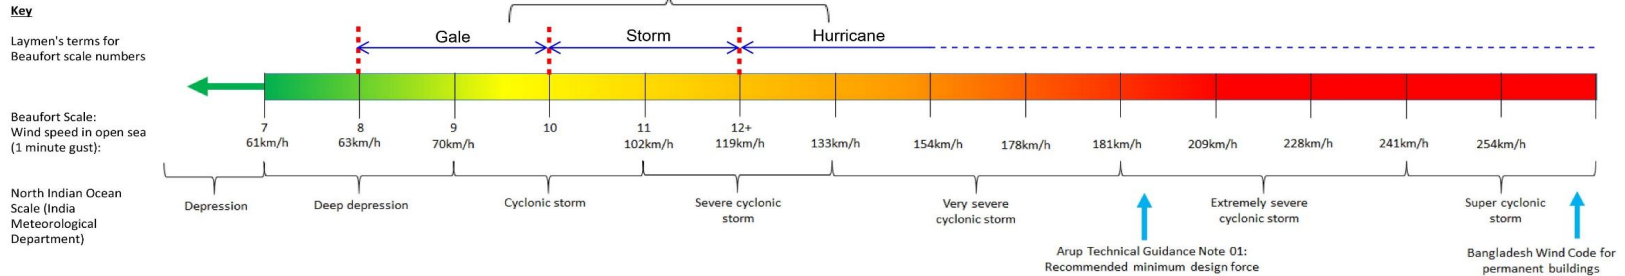 Key
Laymen's terms for
Beaufort scale numbers
Gale
Storm
Hurricane
Beaufort Scale:
Wind speed in open sea
(1 minute gust):
7
8
9
10
11
12+
61km/h
63km/h
70km/h
102km/h
119km/h
133km/h
154km/h
178km/h
181km/h
209km/h
228km/h
241km/h
254km/h
North Indian Ocean
Scale (India
Meteorological
Department)
Depression
Deep depression
Cyclonic storm
Severe cyclonic
storm
Very severe
cyclonic storm
Extremely severe
cyclonic storm
Super cyclonic
storm
Arup Technical Guidance Note 01:
Recommended minimum design force
Bangladesh Wind Code for
permanent buildings